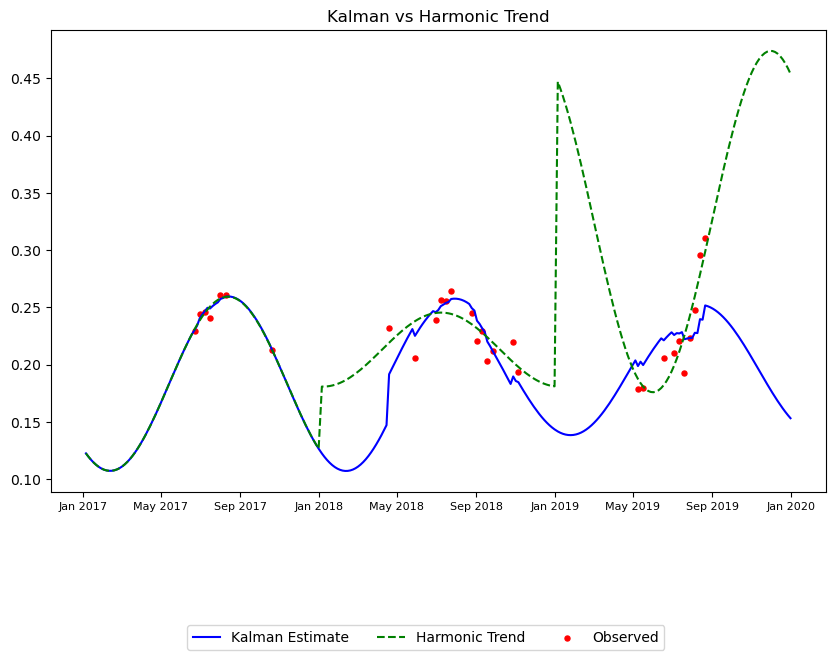 Kalman vs Harmonic Trend
0.45
0.40
0.35
0.30
0.25
0.20
0.15
0.10
Jan 2017 May 2017 Sep 2017 Jan 2018 May 2018 Sep 2018 Jan 2019 May 2019 Sep 2019 Jan 2020
Kalman Estimate Harmonic Trend Observed